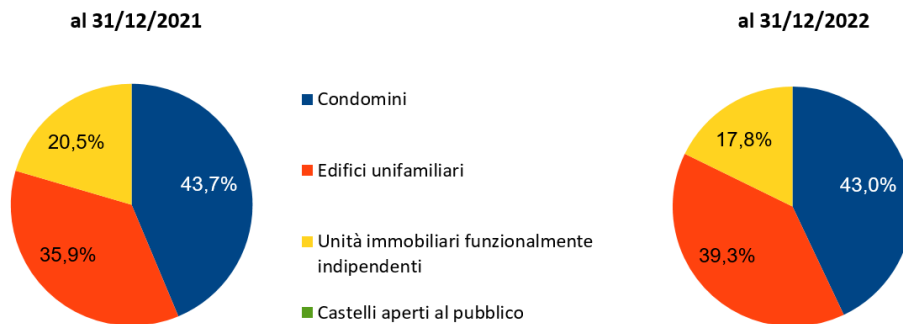 al 31/12/2021
al 31/12/2022
20,5%
43,7%
35,9%
Condomini
Edifici unifamiliari
Unità immobiliari funzionalmente
indipendenti
Castelli aperti al pubblico
17,8%
43,0%
39,3%